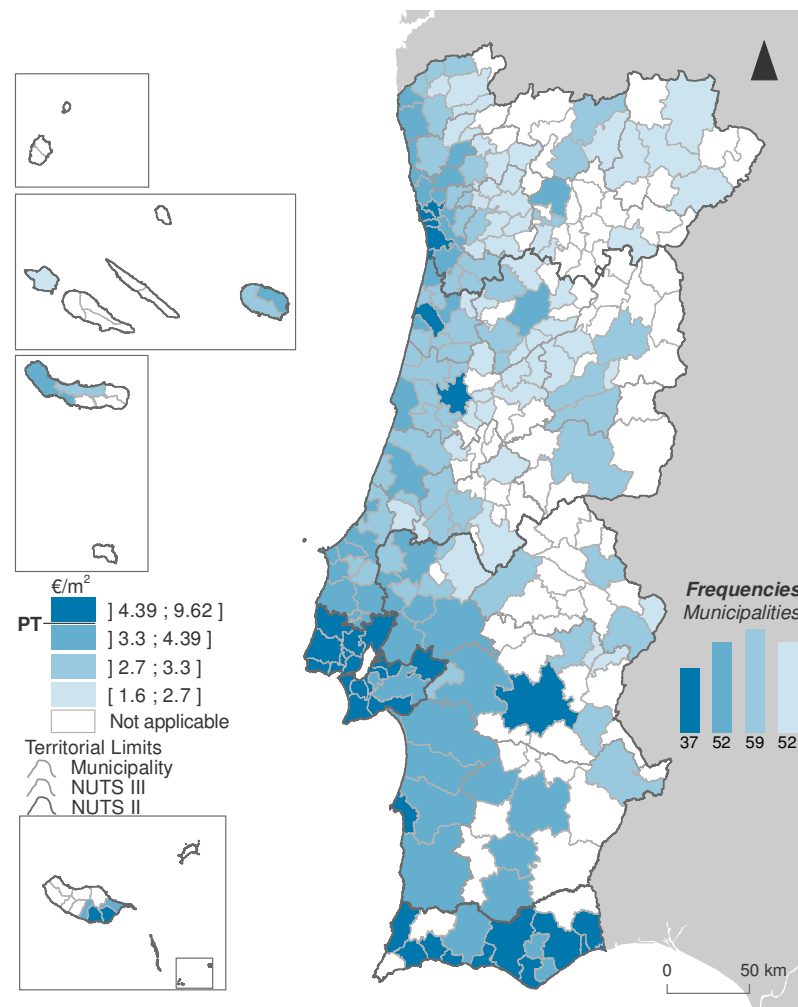 €/m²
PT
] 4.39 ; 9.62 ]
] 3.3 ; 4.39 ]
] 2.7 ; 3.3 ]
[ 1.6 ; 2.7 ]
Not applicable
Territorial Limits
Municipality
NUTS III
NUTS II
Frequencies
Municipalities
37 52 59 52
0 50 km